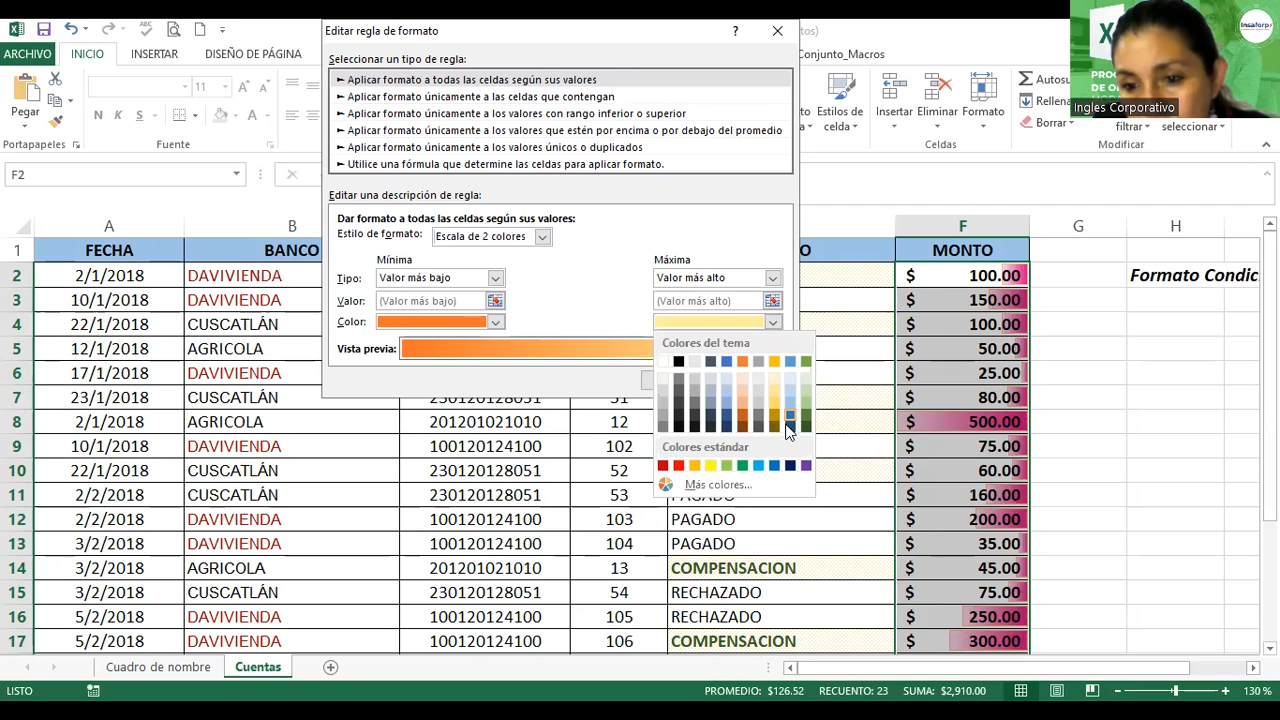 Editar regla de formato
?
Insaforp
ARCHIVO
INICIO
INSERTAR
DISEÑO DE PÁGINA
Conjunto_Macros
Seleccionar un tipo de regla:
► Aplicar formato a todas las celdas según sus valores
► Aplicar formato únicamente a las celdas que contengan
► Aplicar formato únicamente a los valores con rango inferior o superior
► Aplicar formato únicamente a los valores que estén por encima o por debajo del promedio
► Aplicar formato únicamente a los valores únicos o duplicados
► Utilice una fórmula que determine las celdas para aplicar formato.
Pegar
11
N K S
Portapapeles
Fuente
Estilos de celda
Insertar
Eliminar
Formato
Celdas
Rellena
Borrar
filtrar
seleccionar
Modificar
Ingles Corporativo
F2
Editar una descripción de regla:
Dar formato a todas las celdas según sus valores:
Estilo de formato: Escala de 2 colores
Mínima Máxima
Tipo: Valor más bajo Valor más alto
Valor: (Valor más bajo) (Valor más alto)
Color:
Vista previa:
Colores del tema
Colores estándar
Más colores...
A B F G H
1 FECHA BANCO O MONTO
2 2/1/2018 DAVIVIENDA $ 100.00 Formato Condic
3 10/1/2018 DAVIVIENDA $ 150.00
4 22/1/2018 CUSCATLÁN $ 100.00
5 12/1/2018 AGRICOLA $ 50.00
6 17/1/2018 DAVIVIENDA $ 25.00
7 23/1/2018 CUSCATLÁN 230120128051 51 $ 80.00
8 2/1/2018 AGRICOLA 201201021010 12 $ 500.00
9 10/1/2018 DAVIVIENDA 100120124100 102 $ 75.00
10 22/1/2018 CUSCATLÁN 230120128051 52 $ 60.00
11 2/2/2018 CUSCATLÁN 230120128051 53 PAGADO $ 160.00
12 2/2/2018 DAVIVIENDA 100120124100 103 PAGADO $ 200.00
13 3/2/2018 DAVIVIENDA 100120124100 104 PAGADO $ 35.00
14 3/2/2018 AGRICOLA 201201021010 13 COMPENSACION $ 45.00
15 3/2/2018 CUSCATLÁN 230120128051 54 RECHAZADO $ 75.00
16 5/2/2018 DAVIVIENDA 100120124100 105 RECHAZADO $ 250.00
17 5/2/2018 DAVIVIENDA 100120124100 106 COMPENSACION $ 300.00
Cuadro de nombre
Cuentas
LISTO
PROMEDIO: $126.52 RECUENTO: 23 SUMA: $2,910.00
130 %